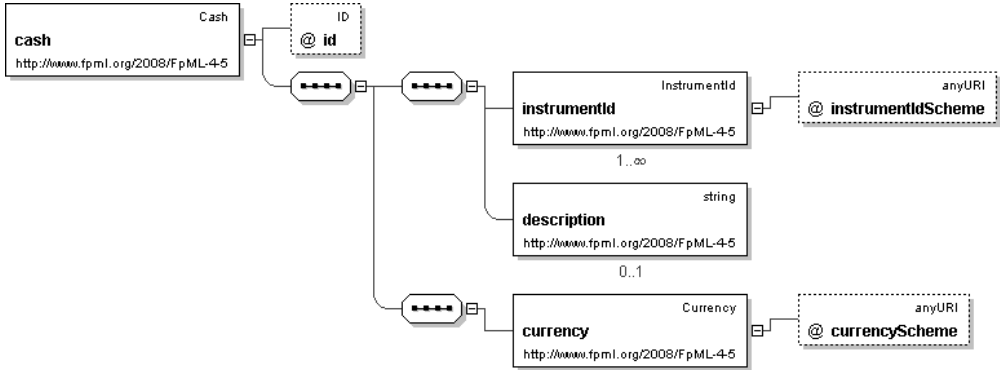 Cash
cash
http://www.fpml.org/2008/FpML-4-5
ID
@ id
InstrumentId
instrumentId
http://www.fpml.org/2008/FpML-4-5
1..∞
anyURI
@ instrumentIdScheme
string
description
http://www.fpml.org/2008/FpML-4-5
0..1
Currency
currency
http://www.fpml.org/2008/FpML-4-5
anyURI
@ currencyScheme